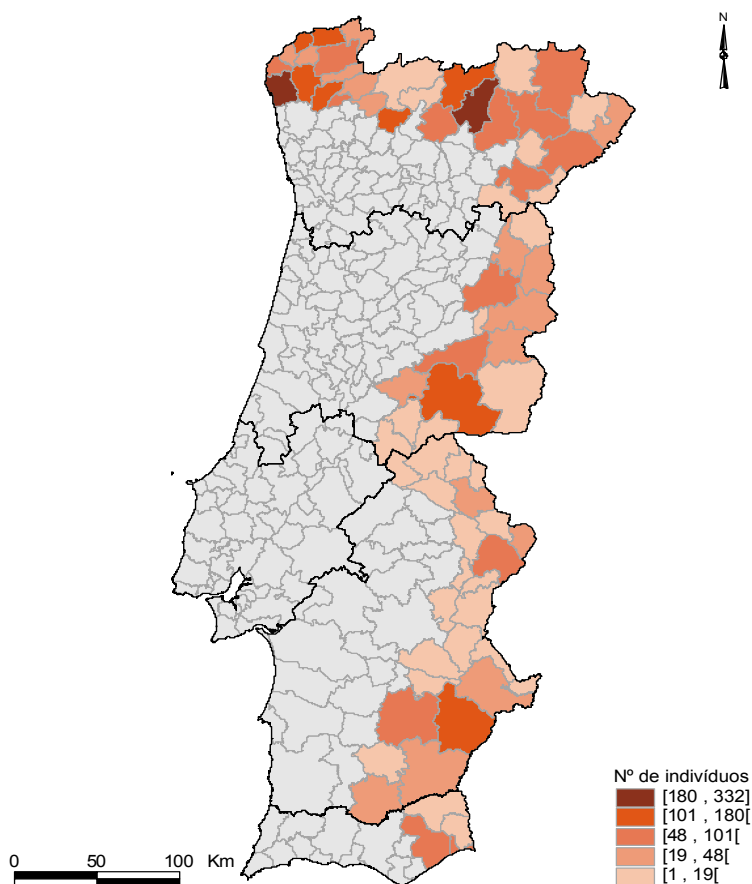 N
Nº de indivíduos
[180 , 332]
[101 , 180[
[48 , 101[
[19 , 48[
[1 , 19[
0 50 100 Km